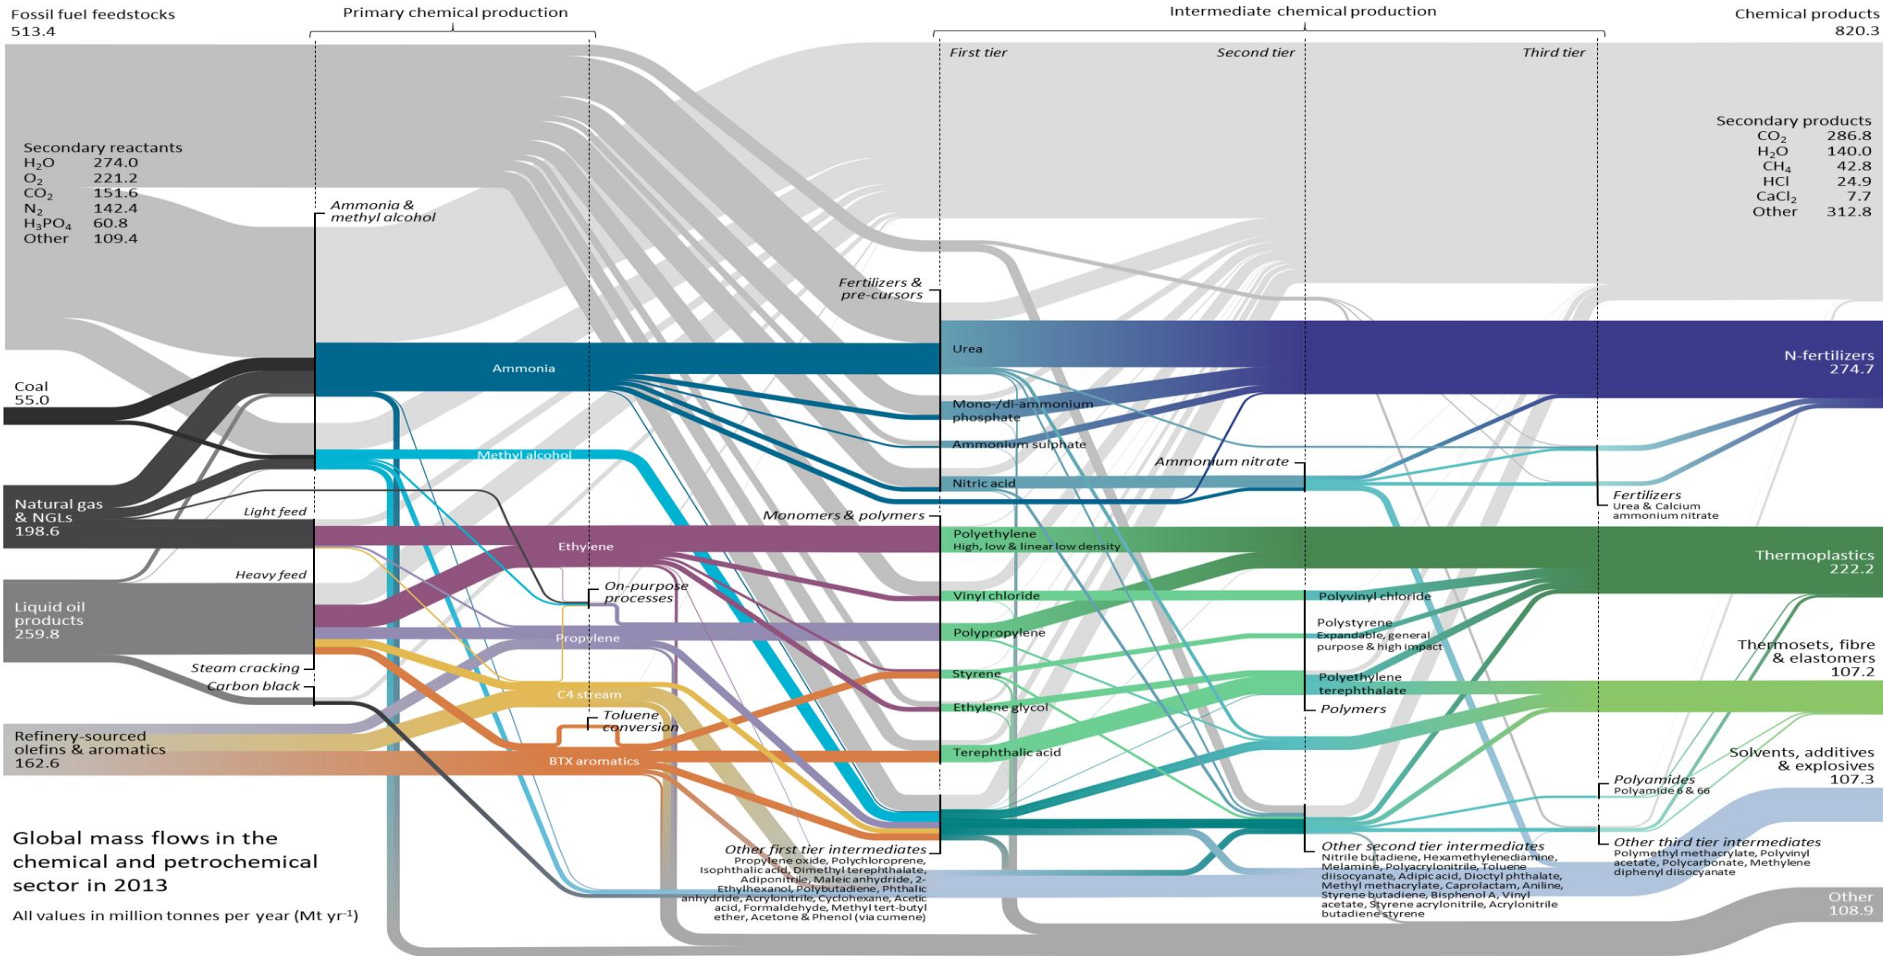 Fossil fuel feedstocks
513.4
Primary chemical production
Intermediate chemical production
Chemical products
820.3
First tier
Second tier
Third tier
Secondary reactants
H₂O 274.0
O₂ 221.2
CO₂ 151.6
N₂ 142.4
H₃PO₄ 60.8
Other 109.4
Secondary products
CO₂ 286.8
H₂O 140.0
CH₄ 42.8
HCl 24.9
CaCl₂ 7.7
Other 312.8
Coal
55.0
Natural gas
& NGLs
198.6
Liquid oil
products
259.8
Refinery-sourced
olefins & aromatics
162.6
Ammonia &
methyl alcohol
Light feed
Heavy feed
Steam cracking
Carbon black
Ammonia
Methyl alcohol
Ethylene
On-purpose
processes
Propylene
C4 stream
Toluene
conversion
BTX aromatics
Fertilizers &
pre-cursors
Urea
Mono-/di-ammonium
phosphate
Ammonium sulphate
Nitric acid
Monomers & polymers
Polyethylene
High, low & linear low density
Vinyl chloride
Polypropylene
Styrene
Ethylene glycol
Terephthalic acid
Other first tier intermediates
Propylene oxide, Polychloroprene,
Isophthalic acid, Dimethyl terephthalate,
Adiponitrile, Maleic anhydride, 2-
Ethylhexanol, Polybutadiene, Phthalic
anhydride, Acrylonitrile, Cyclohexane, Acetic
acid, Formaldehyde, Methyl tert-butyl
ether, Acetone & Phenol (via cumene)
Ammonium nitrate
Polyvinyl chloride
Polystyrene
Expandable, general
purpose & high impact
Polyethylene
terephthalate
Polymers
Other second tier intermediates
Nitrile butadiene, Hexamethylenediamine,
Melamine, Polyacrylonitrile, Toluene
diisocyanate, Adipic acid, Dioctyl phthalate,
Methyl methacrylate, Caprolactam, Aniline,
Styrene butadiene, Bisphenol A, Vinyl
acetate, Styrene acrylonitrile, Acrylonitrile
butadiene styrene
Fertilizers
Urea & Calcium
ammonium nitrate
Polyamides
Polyamide 6 & 66
Other third tier intermediates
Polymethyl methacrylate, Polyvinyl
acetate, Polycarbonate, Methylene
diphenyl diisocyanate
N-fertilizers
274.7
Thermoplastics
222.2
Thermosets, fibre
& elastomers
107.2
Solvents, additives
& explosives
107.3
Other
108.9
Global mass flows in the
chemical and petrochemical
sector in 2013
All values in million tonnes per year (Mt yr⁻¹)